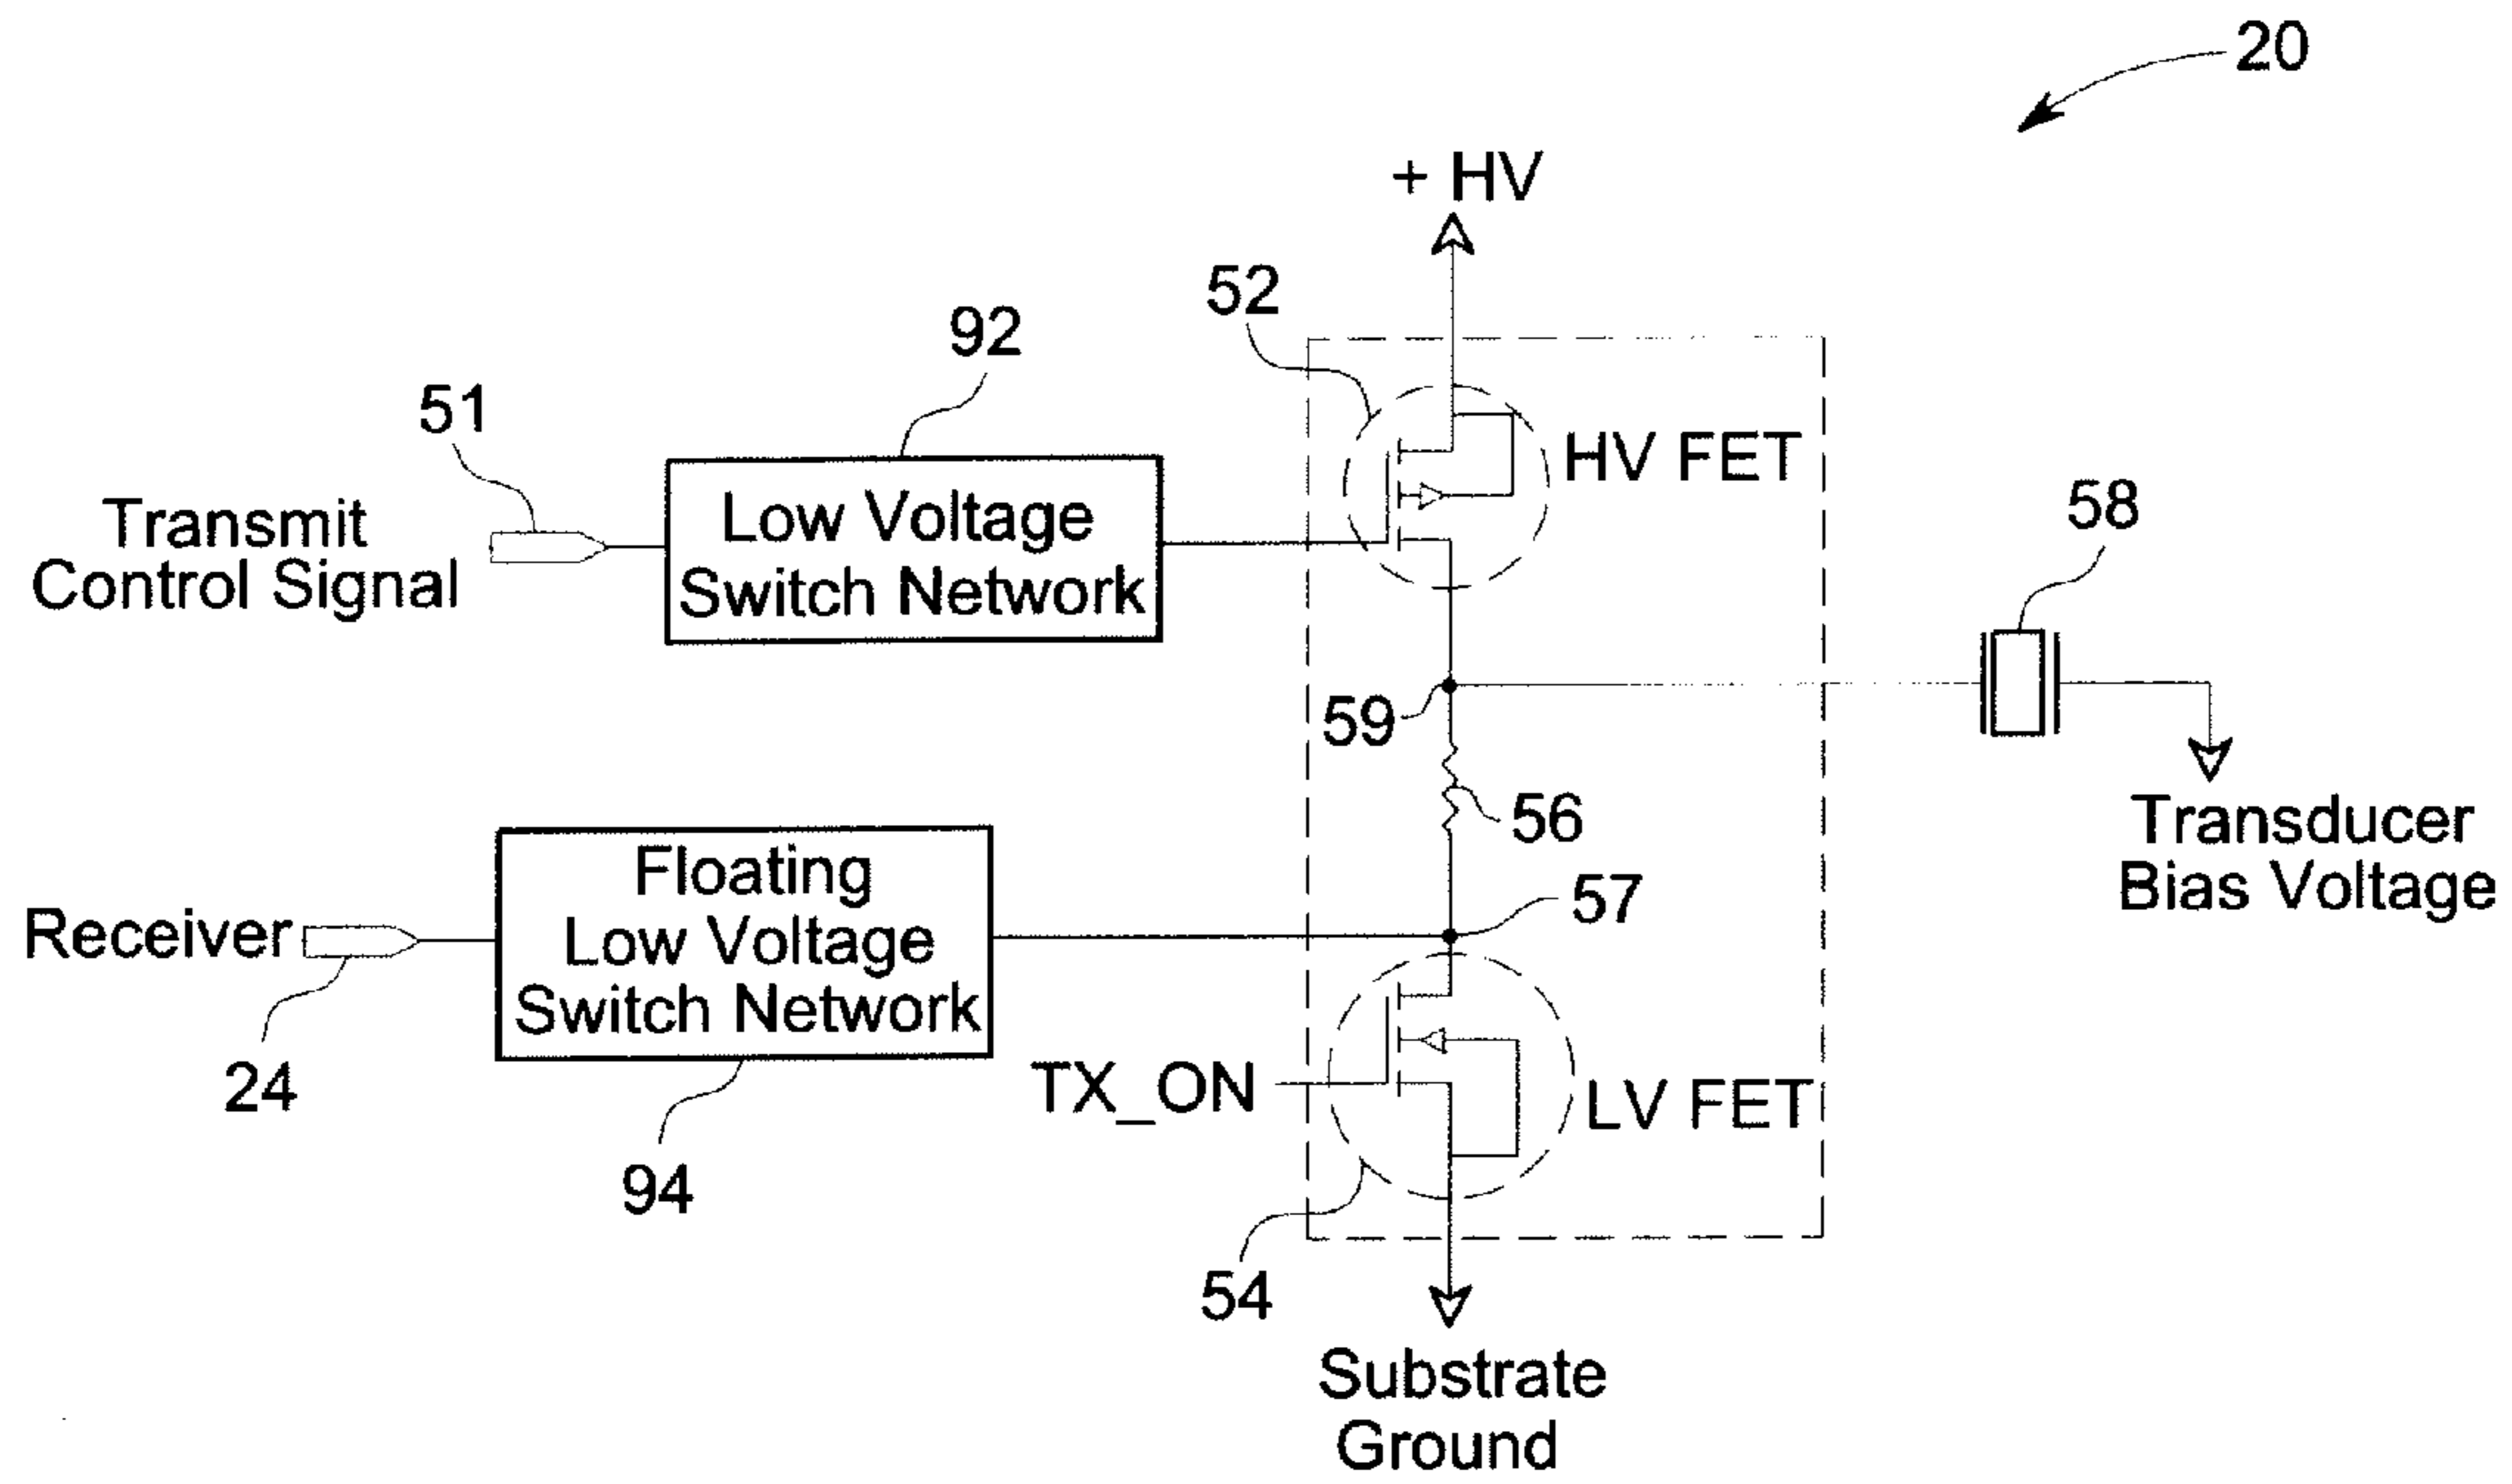 20
+ HV
52
92
51
HV FET
Transmit
Control Signal
Low Voltage
Switch Network
58
59
56
Transducer
Bias Voltage
57
Receiver
Floating
Low Voltage
Switch Network
24
TX_ON
LV FET
94
54
Substrate
Ground